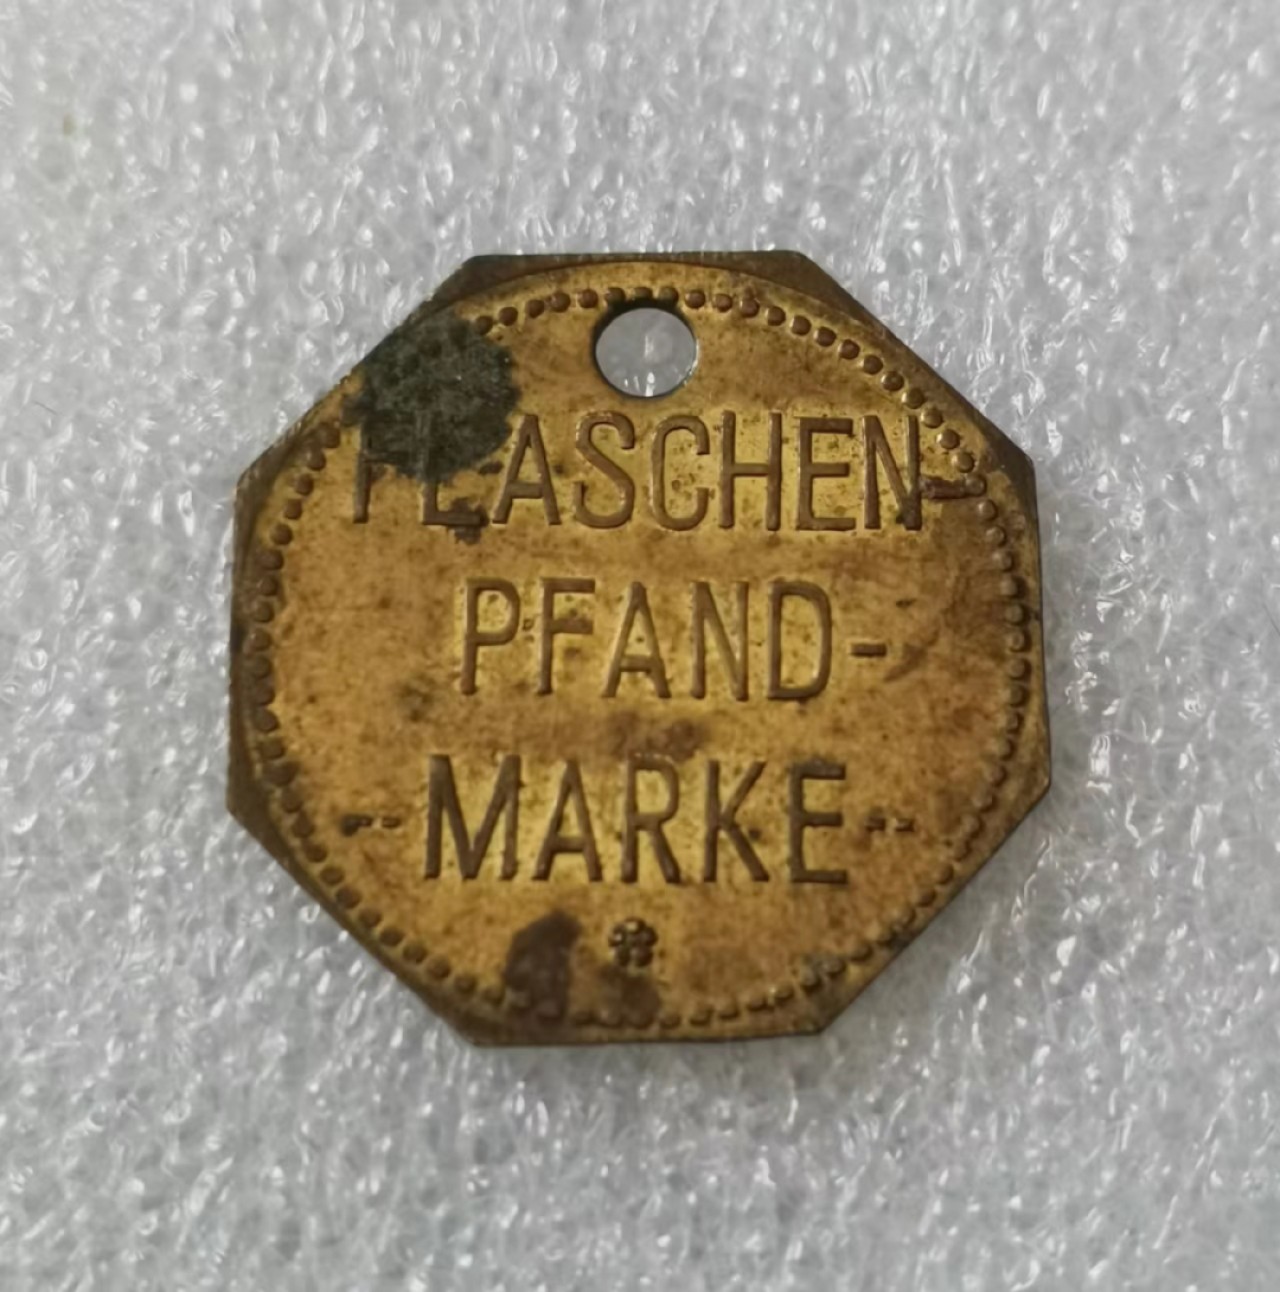 FLASCHEN-
PFAND-
-MARKE-